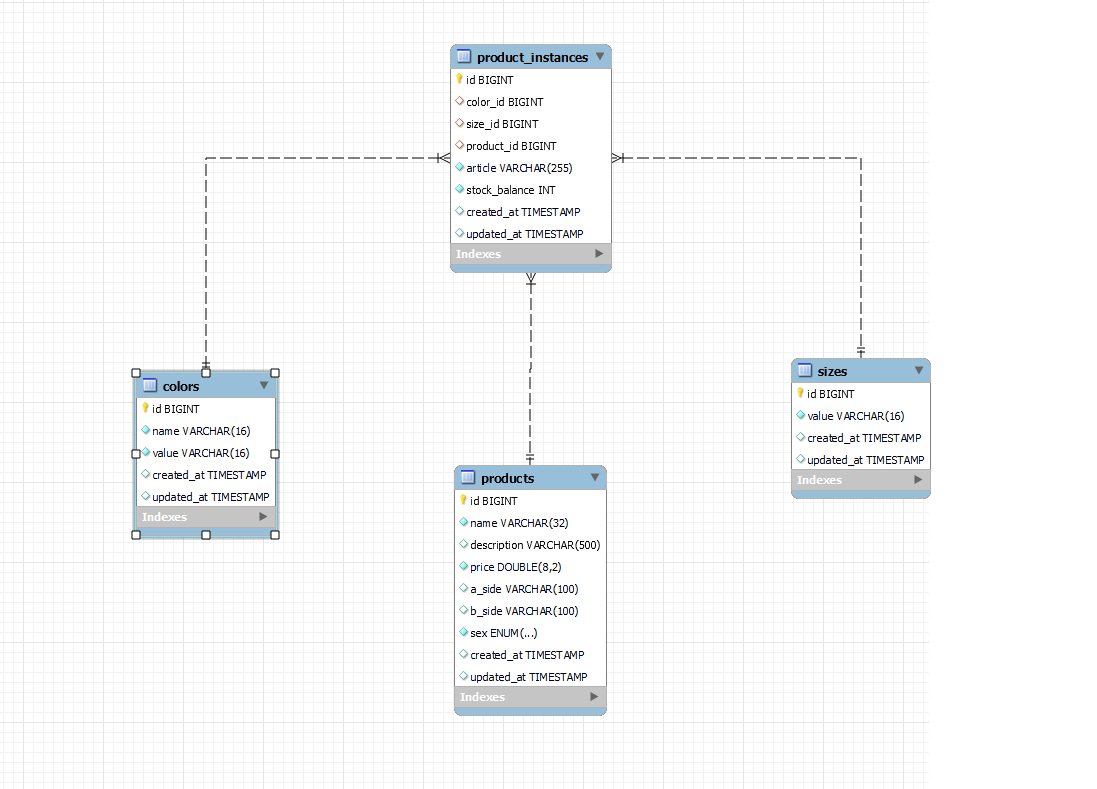 product_instances
id BIGINT
color_id BIGINT
size_id BIGINT
product_id BIGINT
article VARCHAR(255)
stock_balance INT
created_at TIMESTAMP
updated_at TIMESTAMP
Indexes
colors
id BIGINT
name VARCHAR(16)
value VARCHAR(16)
created_at TIMESTAMP
updated_at TIMESTAMP
Indexes
products
id BIGINT
name VARCHAR(32)
description VARCHAR(500)
price DOUBLE(8,2)
a_side VARCHAR(100)
b_side VARCHAR(100)
sex ENUM(...)
created_at TIMESTAMP
updated_at TIMESTAMP
Indexes
sizes
id BIGINT
value VARCHAR(16)
created_at TIMESTAMP
updated_at TIMESTAMP
Indexes